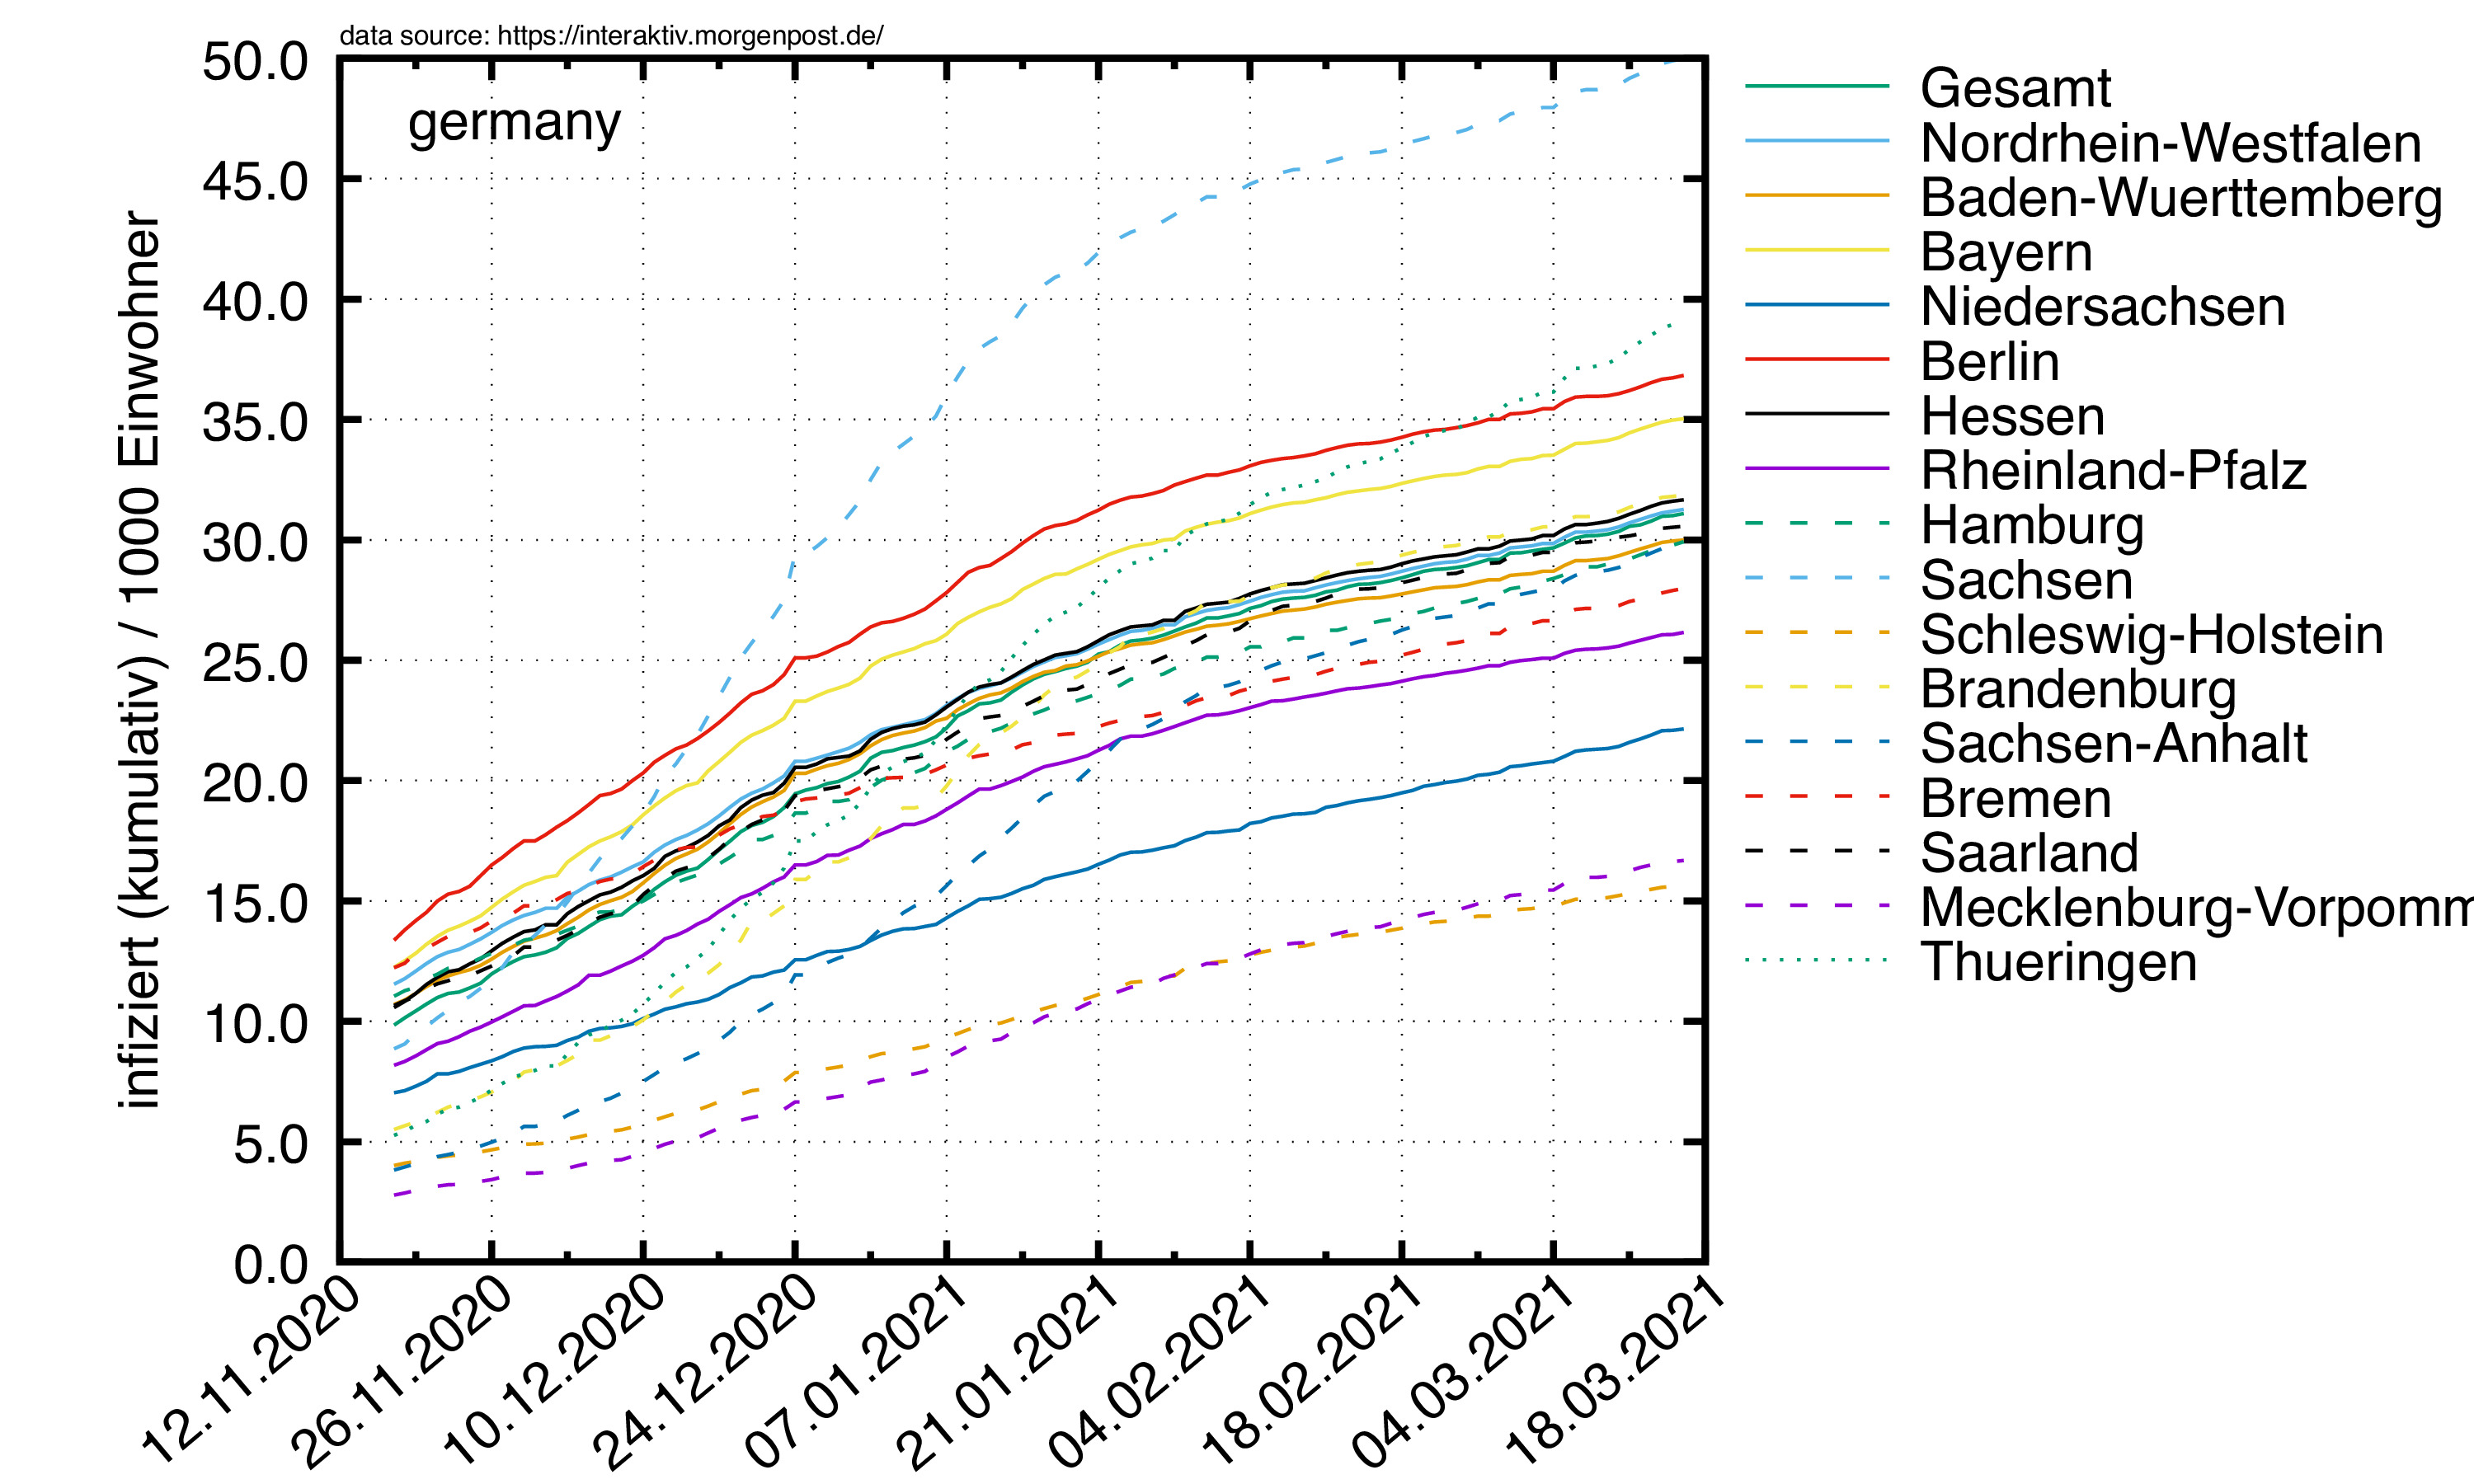 data source: https://interaktiv.morgenpost.de/
germany
infiziert (kumulativ) / 1000 Einwohner
50.0
45.0
40.0
35.0
30.0
25.0
20.0
15.0
10.0
5.0
0.0
12.11.2020
26.11.2020
10.12.2020
24.12.2020
07.01.2021
21.01.2021
04.02.2021
18.02.2021
04.03.2021
18.03.2021
Gesamt
Nordrhein-Westfalen
Baden-Wuerttemberg
Bayern
Niedersachsen
Berlin
Hessen
Rheinland-Pfalz
Hamburg
Sachsen
Schleswig-Holstein
Brandenburg
Sachsen-Anhalt
Bremen
Saarland
Mecklenburg-Vorpomm
Thueringen